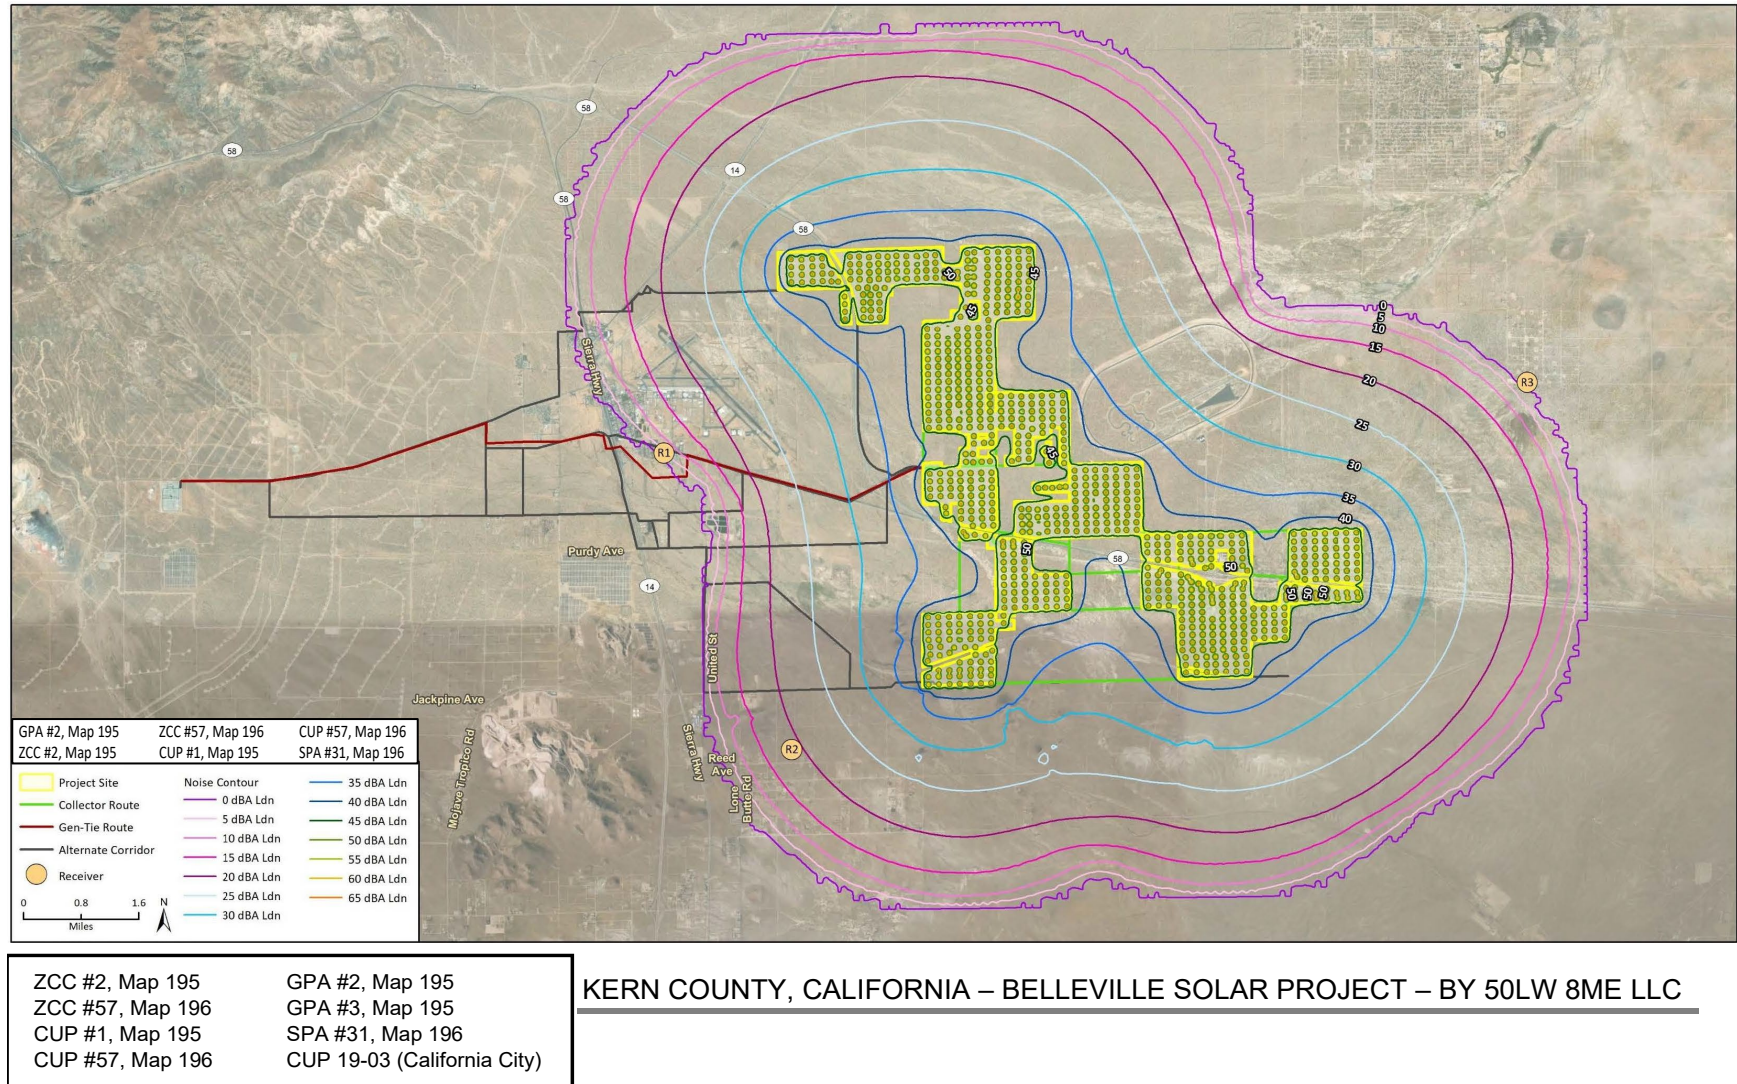 58
58
58
14
58
50
45
45
0
5
10
15
20
25
30
35
40
Sierra Hwy
R1
R3
45
50
58
50
50
50
50
Purdy Ave
14
United St
Jackpine Ave
Mojave Tropico Rd
Sierra Hwy
R2
Reed
Ave
Lone
Butte Rd
GPA #2, Map 195 ZCC #57, Map 196 CUP #57, Map 196
ZCC #2, Map 195 CUP #1, Map 195 SPA #31, Map 196
Project Site
Collector Route
Gen-Tie Route
Alternate Corridor
Receiver
0 0.8 1.6
Miles
N
Noise Contour
0 dBA Ldn
5 dBA Ldn
10 dBA Ldn
15 dBA Ldn
20 dBA Ldn
25 dBA Ldn
30 dBA Ldn
35 dBA Ldn
40 dBA Ldn
45 dBA Ldn
50 dBA Ldn
55 dBA Ldn
60 dBA Ldn
65 dBA Ldn
ZCC #2, Map 195
ZCC #57, Map 196
CUP #1, Map 195
CUP #57, Map 196
GPA #2, Map 195
GPA #3, Map 195
SPA #31, Map 196
CUP 19-03 (California City)
KERN COUNTY, CALIFORNIA – BELLEVILLE SOLAR PROJECT – BY 50LW 8ME LLC